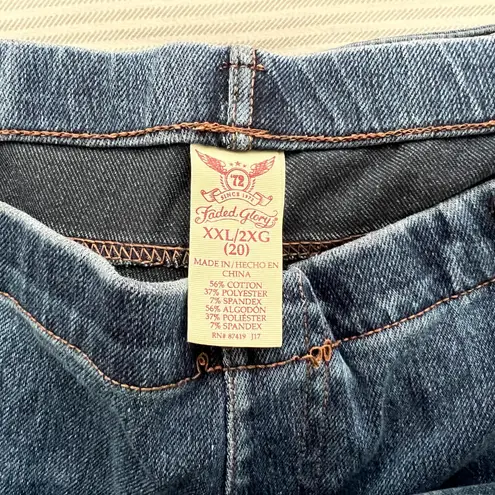 '72
SINCE 1972
Faded Glory
XXL/2XG
(20)
MADE IN/HECHO EN
CHINA
56% COTTON
37% POLYESTER
7% SPANDEX
56% ALGODÓN
37% POLIÉSTER
7% SPANDEX
RN# 87419 J17